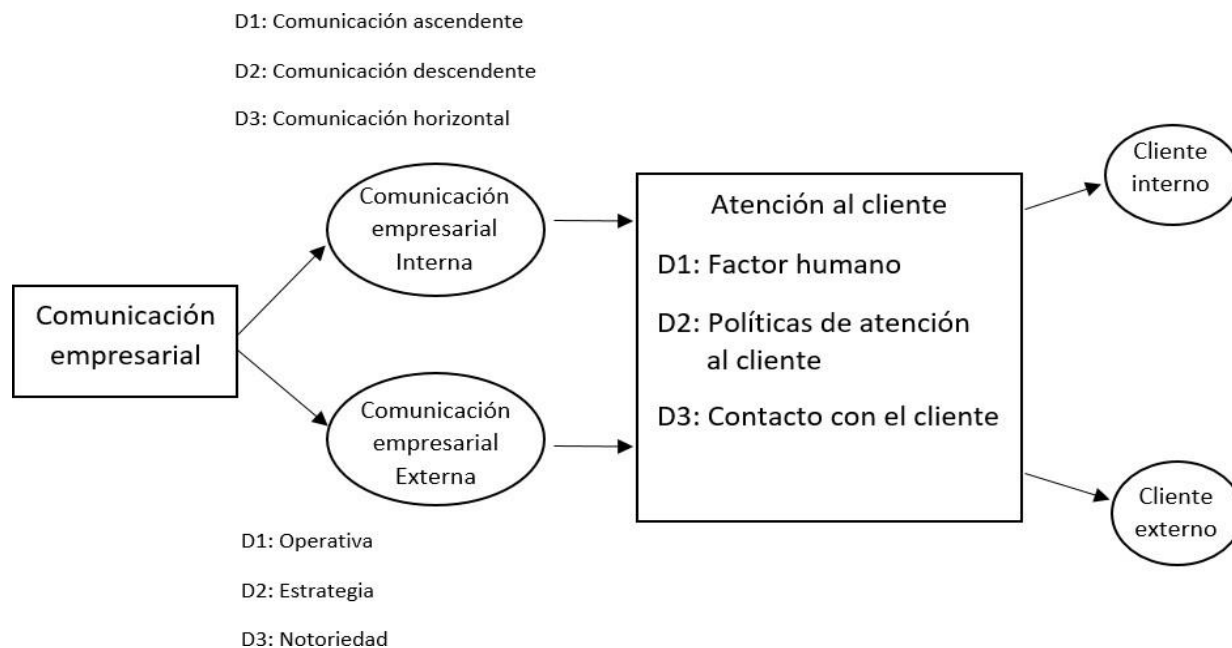 D1: Comunicación ascendente
D2: Comunicación descendente
D3: Comunicación horizontal
Comunicación
empresarial
Comunicación
empresarial
Interna
Comunicación
empresarial
Externa
D1: Operativa
D2: Estrategia
D3: Notoriedad
Atención al cliente
D1: Factor humano
D2: Políticas de atención
al cliente
D3: Contacto con el cliente
Cliente
interno
Cliente
externo